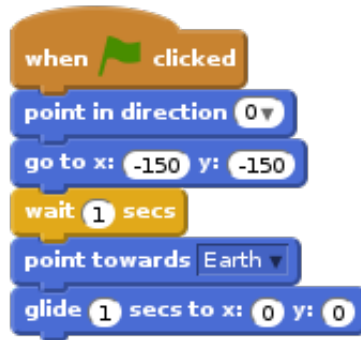 when clicked
point in direction 0
go to x: -150 y: -150
wait 1 secs
point towards Earth
glide 1 secs to x: 0 y: 0